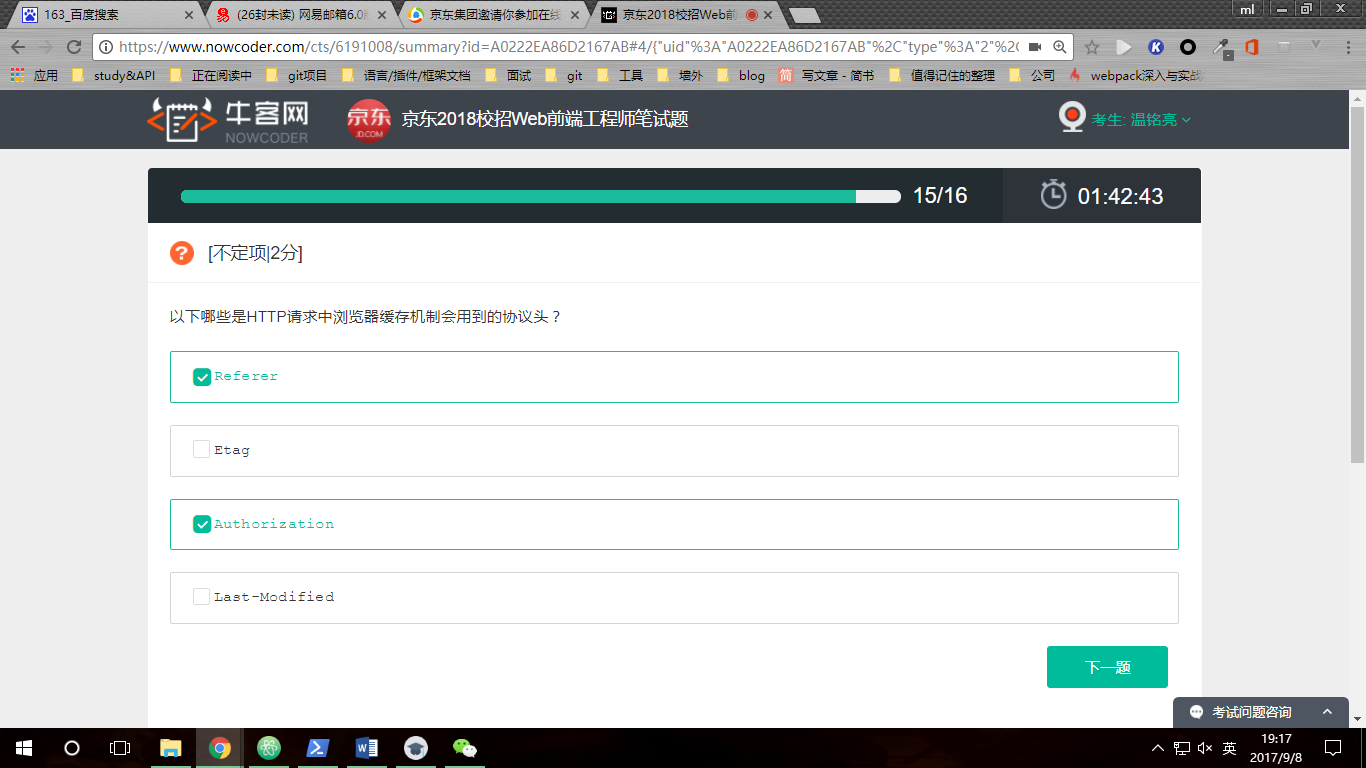 163_百度搜索
(26封未读) 网易邮箱6.0
京东集团邀请你参加在线
京东2018校招Web前
ml
https://www.nowcoder.com/cts/6191008/summary?id=A0222EA86D2167AB#4/{"uid"%3A"A0222EA86D2167AB"%2C"type"%3A"2"%2C
应用 study&API 正在阅读中 git项目 语言/插件/框架文档 面试 git 工具 墙外 blog 简 写文章 - 简书 值得记住的整理 公司 webpack深入与实战
牛客网
NOWCODER
京东
JD.COM
京东2018校招Web前端工程师笔试题
考生: 温铭亮
15/16
01:42:43
[不定项|2分]
以下哪些是HTTP请求中浏览器缓存机制会用到的协议头？
Referer
Etag
Authorization
Last-Modified
下一题
考试问题咨询
英
19:17
2017/9/8